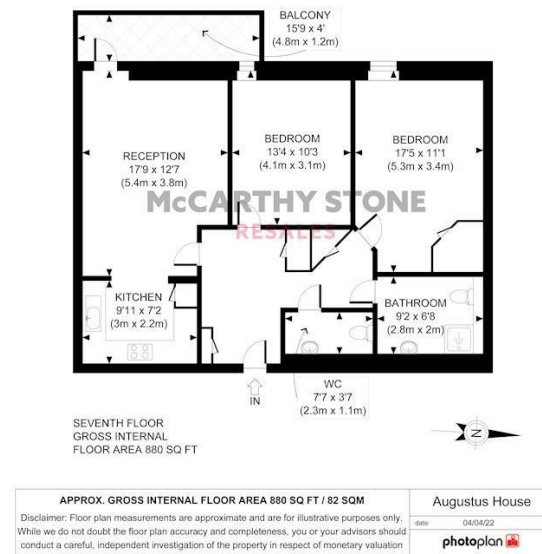 BALCONY
15'9 x 4'
(4.8m x 1.2m)
RECEPTION
17'9 x 12'7
(5.4m x 3.8m)
BEDROOM
13'4 x 10'3
(4.1m x 3.1m)
BEDROOM
17'5 x 11'1
(5.3m x 3.4m)
McCARTHY STONE
RESALES
KITCHEN
9'11 x 7'2
(3m x 2.2m)
BATHROOM
9'2 x 6'8
(2.8m x 2m)
WC
7'7 x 3'7
(2.3m x 1.1m)
IN
SEVENTH FLOOR
GROSS INTERNAL
FLOOR AREA 880 SQ FT
N
APPROX. GROSS INTERNAL FLOOR AREA 880 SQ FT / 82 SQM
Disclaimer: Floor plan measurements are approximate and are for illustrative purposes only.
While we do not doubt the floor plan accuracy and completeness, you or your advisors should
conduct a careful, independent investigation of the property in respect of monetary valuation
Augustus House
date 04/04/22
photoplan